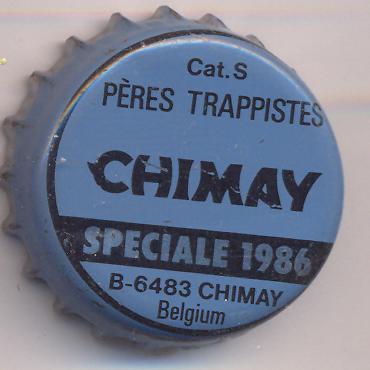 Cat.S
PÈRES TRAPPISTES
CHIMAY
SPECIALE 1986
B-6483 CHIMAY
Belgium